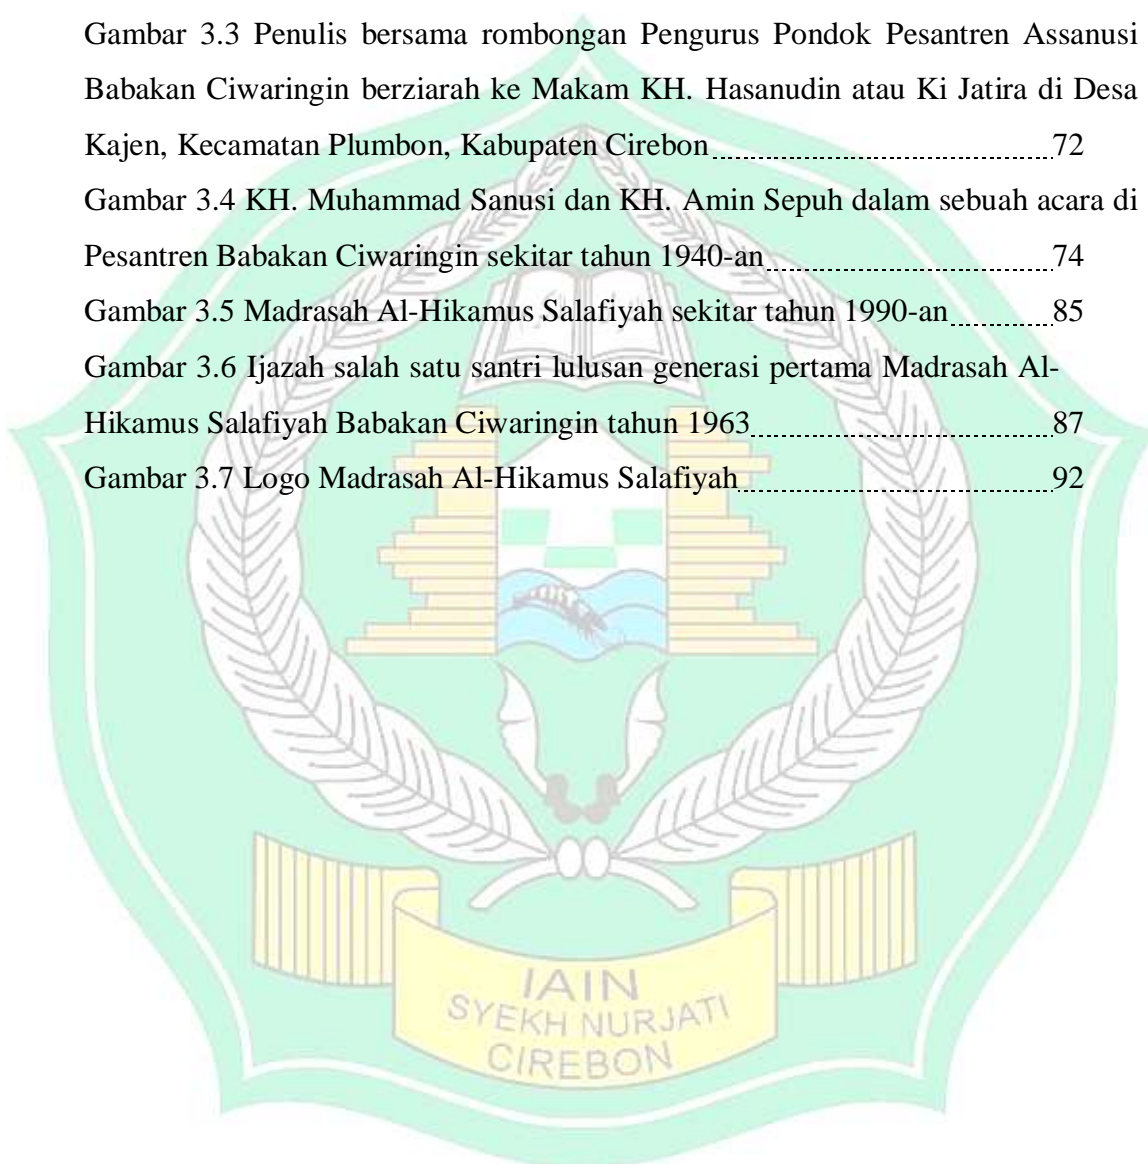 Gambar 3.3 Penulis bersama rombongan Pengurus Pondok Pesantren Assanusi
Babakan Ciwaringin berziarah ke Makam KH. Hasanudin atau Ki Jatira di Desa
Kajen, Kecamatan Plumbon, Kabupaten Cirebon 72
Gambar 3.4 KH. Muhammad Sanusi dan KH. Amin Sepuh dalam sebuah acara di
Pesantren Babakan Ciwaringin sekitar tahun 1940-an 74
Gambar 3.5 Madrasah Al-Hikamus Salafiyah sekitar tahun 1990-an 85
Gambar 3.6 Ijazah salah satu santri lulusan generasi pertama Madrasah Al-
Hikamus Salafiyah Babakan Ciwaringin tahun 1963 87
Gambar 3.7 Logo Madrasah Al-Hikamus Salafiyah 92
IAIN
SYEKH NURJATI
CIREBON